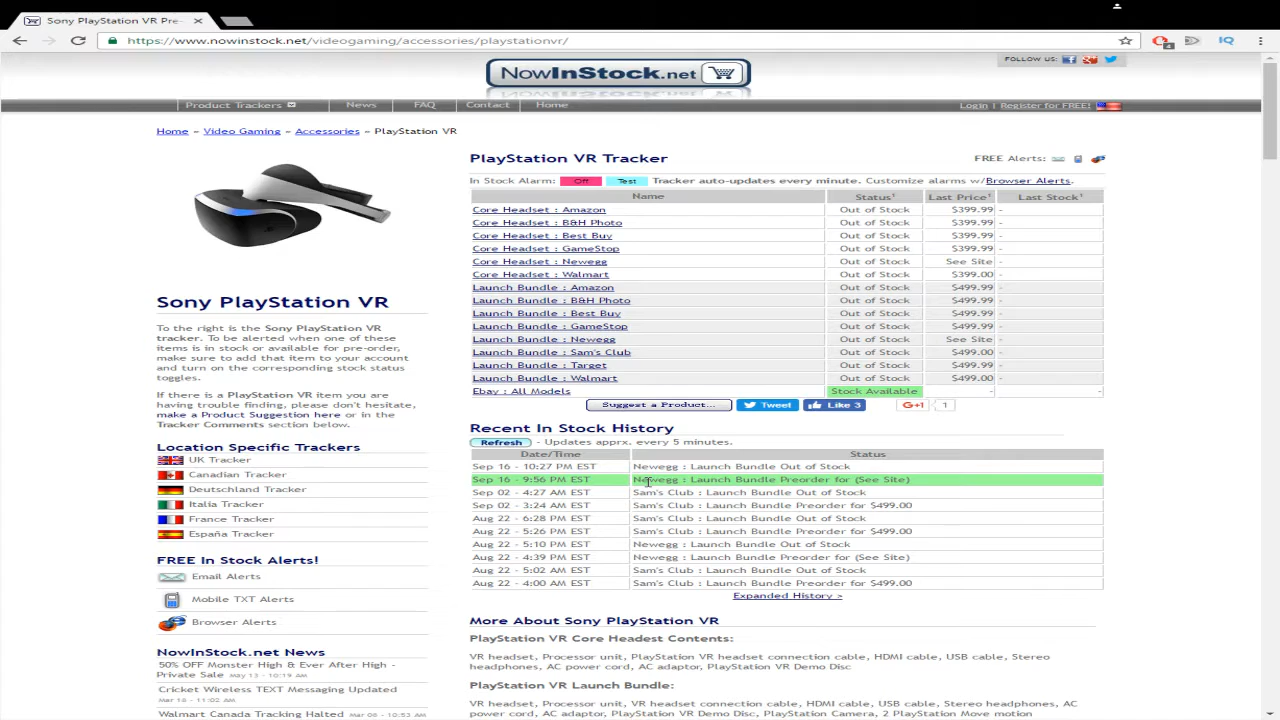 Sony PlayStation VR Pre-
https://www.nowinstock.net/videogaming/accessories/playstationvr/
4
IQ
FOLLOW US:
NowInStock.net
NowInStock.net
Product Trackers
News
FAQ
Contact
Home
Login | Register for FREE!
Home ~ Video Gaming ~ Accessories ~ PlayStation VR
PlayStation VR Tracker
FREE Alerts:
In Stock Alarm: Off Test Tracker auto-updates every minute. Customize alarms w/Browser Alerts.
Name Status¹ Last Price¹ Last Stock¹
Core Headset : Amazon Out of Stock $399.99 -
Core Headset : B&H Photo Out of Stock $399.99 -
Core Headset : Best Buy Out of Stock $399.99 -
Core Headset : GameStop Out of Stock $399.99 -
Core Headset : Newegg Out of Stock See Site -
Core Headset : Walmart Out of Stock $399.00 -
Launch Bundle : Amazon Out of Stock $499.99 -
Launch Bundle : B&H Photo Out of Stock $499.99 -
Launch Bundle : Best Buy Out of Stock $499.99 -
Launch Bundle : GameStop Out of Stock $499.99 -
Launch Bundle : Newegg Out of Stock See Site -
Launch Bundle : Sam's Club Out of Stock $499.00 -
Launch Bundle : Target Out of Stock $499.99 -
Launch Bundle : Walmart Out of Stock $499.00 -
Ebay : All Models Stock Available - -
Suggest a Product... Tweet Like 3 G+1 1
Sony PlayStation VR
To the right is the Sony PlayStation VR
tracker. To be alerted when one of these
items is in stock or available for pre-order,
make sure to add that item to your account
and turn on the corresponding stock status
toggles.
If there is a PlayStation VR item you are
having trouble finding, please don't hesitate,
make a Product Suggestion here or in the
Tracker Comments section below.
Location Specific Trackers
UK Tracker
Canadian Tracker
Deutschland Tracker
Italia Tracker
France Tracker
España Tracker
FREE In Stock Alerts!
Email Alerts
Mobile TXT Alerts
Browser Alerts
NowInStock.net News
50% OFF Monster High & Ever After High -
Private Sale May 13 - 10:19 AM
Cricket Wireless TEXT Messaging Updated
Mar 18 - 11:02 AM
Walmart Canada Tracking Halted Mar 08 - 10:53 AM
Recent In Stock History
Refresh - Updates apprx. every 5 minutes.
Date/Time Status
Sep 16 - 10:27 PM EST Newegg : Launch Bundle Out of Stock
Sep 16 - 9:56 PM EST Newegg : Launch Bundle Preorder for (See Site)
Sep 02 - 4:27 AM EST Sam's Club : Launch Bundle Out of Stock
Sep 02 - 3:24 AM EST Sam's Club : Launch Bundle Preorder for $499.00
Aug 22 - 6:28 PM EST Sam's Club : Launch Bundle Out of Stock
Aug 22 - 5:26 PM EST Sam's Club : Launch Bundle Preorder for $499.00
Aug 22 - 5:10 PM EST Newegg : Launch Bundle Out of Stock
Aug 22 - 4:39 PM EST Newegg : Launch Bundle Preorder for (See Site)
Aug 22 - 5:02 AM EST Sam's Club : Launch Bundle Out of Stock
Aug 22 - 4:00 AM EST Sam's Club : Launch Bundle Preorder for $499.00
Expanded History >
More About Sony PlayStation VR
PlayStation VR Core Headest Contents:
VR headset, Processor unit, PlayStation VR headset connection cable, HDMI cable, USB cable, Stereo
headphones, AC power cord, AC adaptor, PlayStation VR Demo Disc
PlayStation VR Launch Bundle:
VR headset, Processor unit, VR headset connection cable, HDMI cable, USB cable, Stereo headphones, AC
power cord, AC adaptor, PlayStation VR Demo Disc, PlayStation Camera, 2 PlayStation Move motion